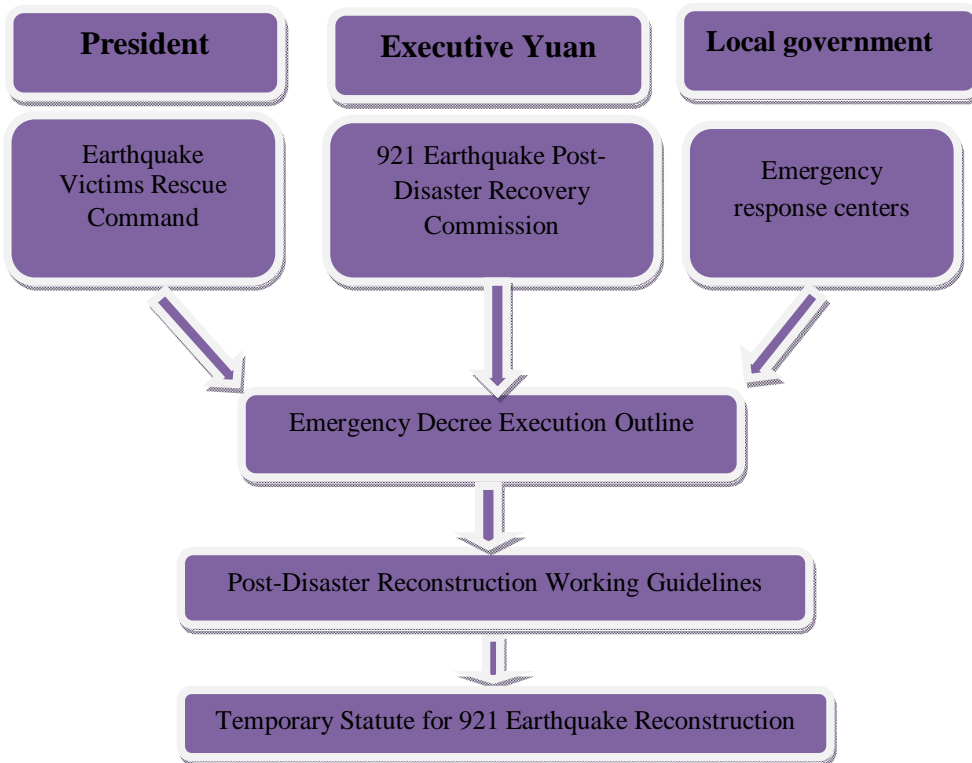 President
Executive Yuan
Local government
Earthquake
Victims Rescue
Command
921 Earthquake Post-
Disaster Recovery
Commission
Emergency
response centers
Emergency Decree Execution Outline
Post-Disaster Reconstruction Working Guidelines
Temporary Statute for 921 Earthquake Reconstruction